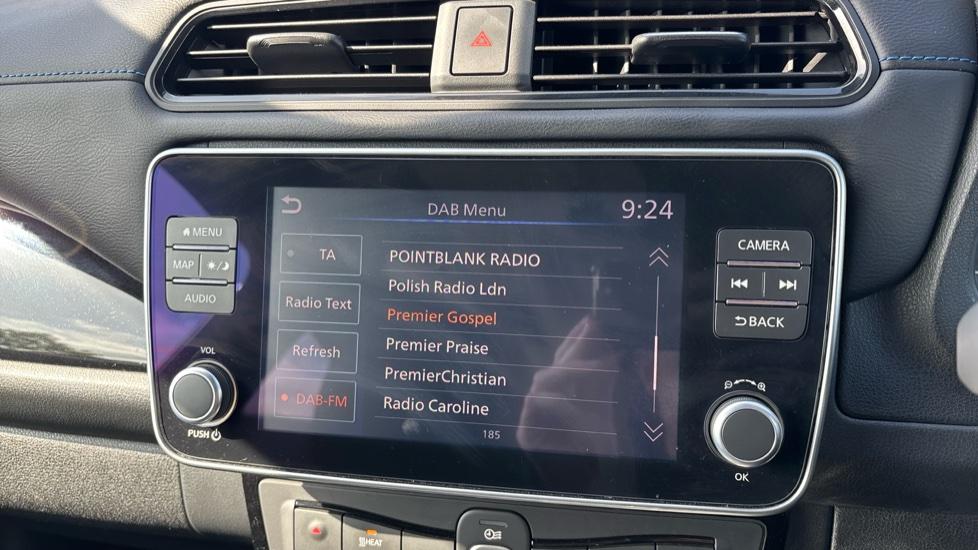 DAB Menu
9:24
TA
Radio Text
Refresh
DAB-FM
POINTBLANK RADIO
Polish Radio Ldn
Premier Gospel
Premier Praise
PremierChristian
Radio Caroline
185
MENU
MAP
AUDIO
VOL
PUSH
CAMERA
BACK
OK
HEAT